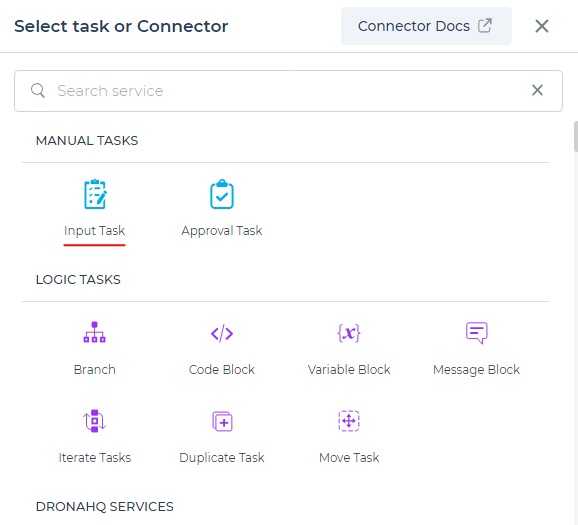 Select task or Connector
Connector Docs
Search service
MANUAL TASKS
Input Task
Approval Task
LOGIC TASKS
Branch
Code Block
Variable Block
Message Block
Iterate Tasks
Duplicate Task
Move Task
DRONAHQ SERVICES